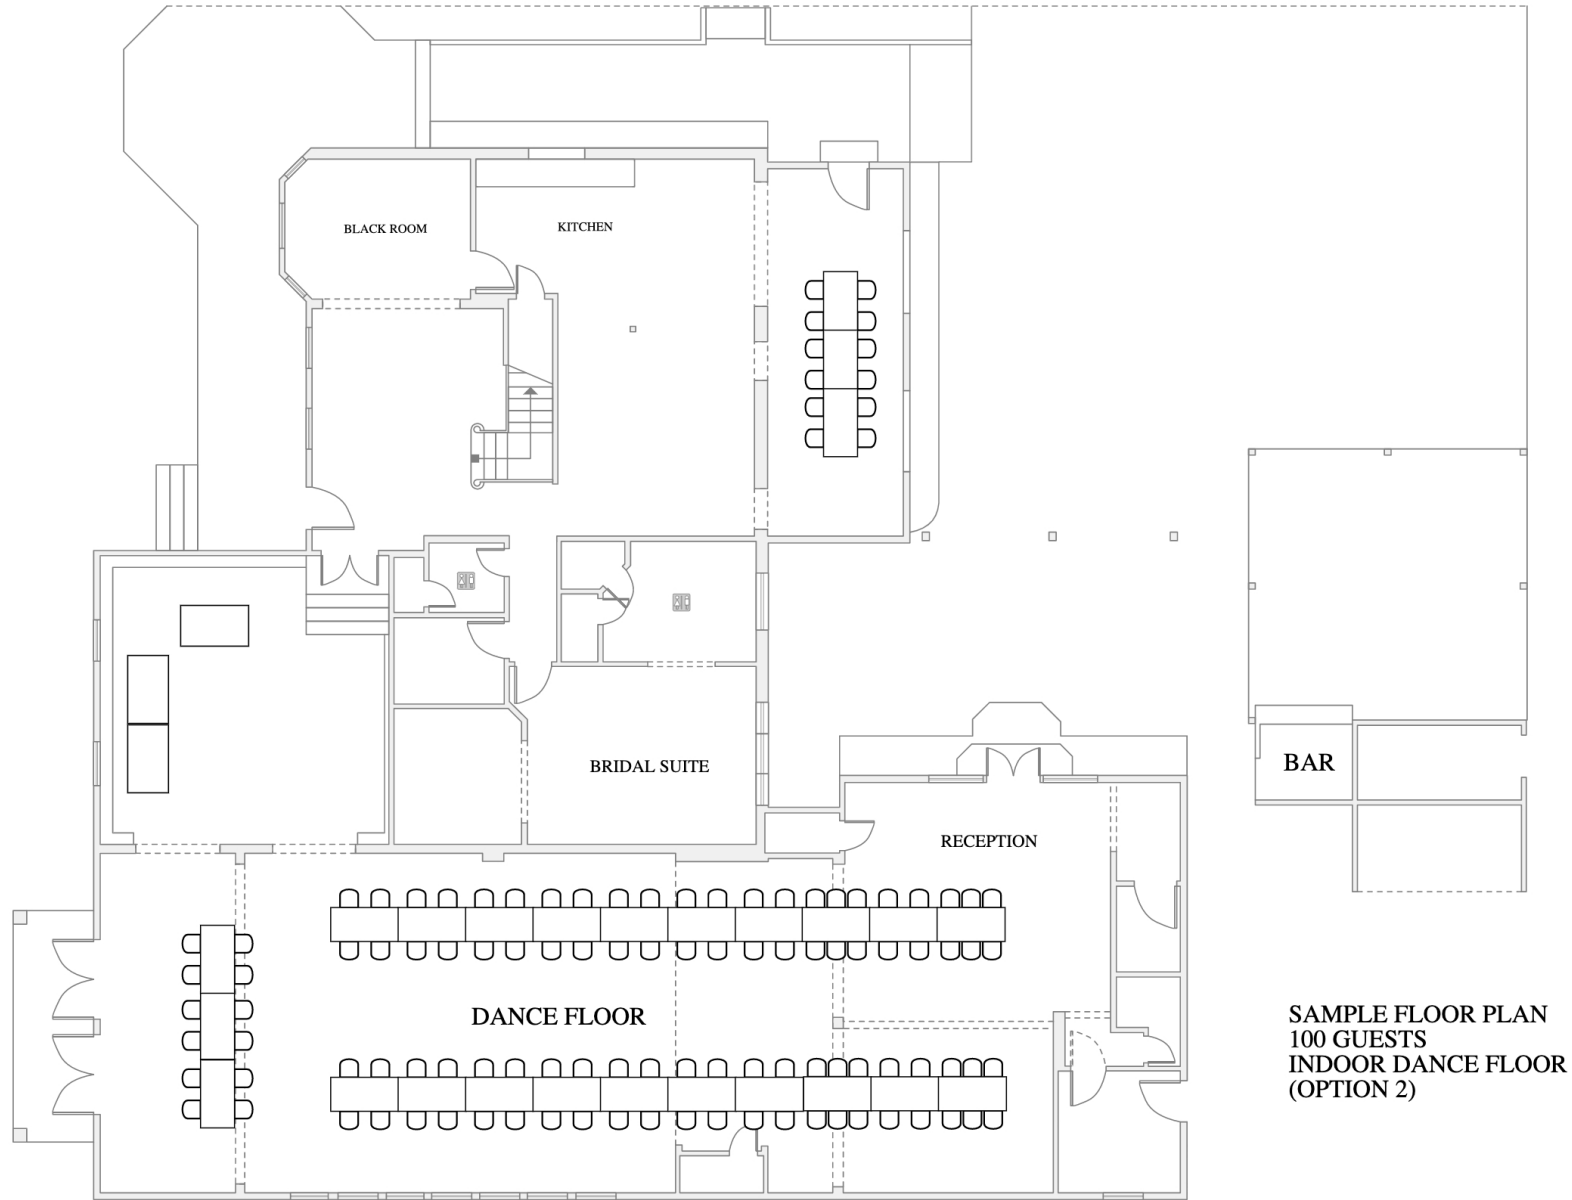 BLACK ROOM
KITCHEN
BRIDAL SUITE
BAR
RECEPTION
DANCE FLOOR
SAMPLE FLOOR PLAN
100 GUESTS
INDOOR DANCE FLOOR
(OPTION 2)